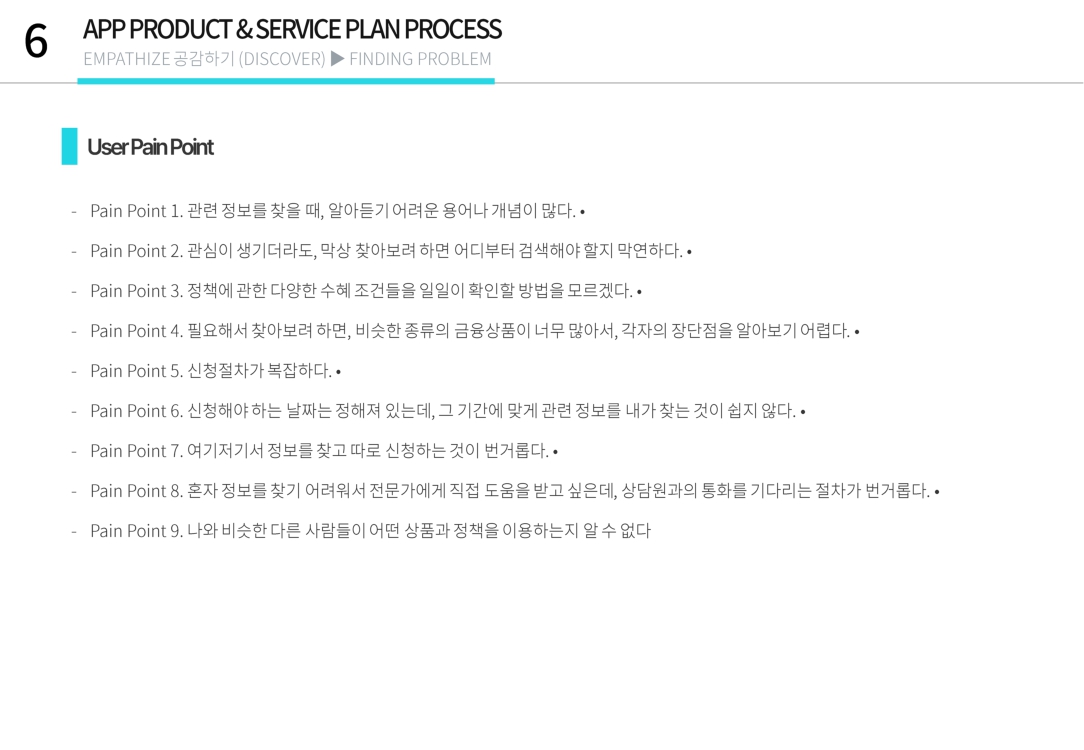 6
APP PRODUCT & SERVICE PLAN PROCESS
EMPATHIZE 공감하기 (DISCOVER) ▶ FINDING PROBLEM
User Pain Point
- Pain Point 1. 관련 정보를 찾을 때, 알아듣기 어려운 용어나 개념이 많다. •
- Pain Point 2. 관심이 생기더라도, 막상 찾아보려 하면 어디부터 검색해야 할지 막연하다. •
- Pain Point 3. 정책에 관한 다양한 수혜 조건들을 일일이 확인할 방법을 모르겠다. •
- Pain Point 4. 필요해서 찾아보려 하면, 비슷한 종류의 금융상품이 너무 많아서, 각자의 장단점을 알아보기 어렵다. •
- Pain Point 5. 신청절차가 복잡하다. •
- Pain Point 6. 신청해야 하는 날짜는 정해져 있는데, 그 기간에 맞게 관련 정보를 내가 찾는 것이 쉽지 않다. •
- Pain Point 7. 여기저기서 정보를 찾고 따로 신청하는 것이 번거롭다. •
- Pain Point 8. 혼자 정보를 찾기 어려워서 전문가에게 직접 도움을 받고 싶은데, 상담원과의 통화를 기다리는 절차가 번거롭다. •
- Pain Point 9. 나와 비슷한 다른 사람들이 어떤 상품과 정책을 이용하는지 알 수 없다